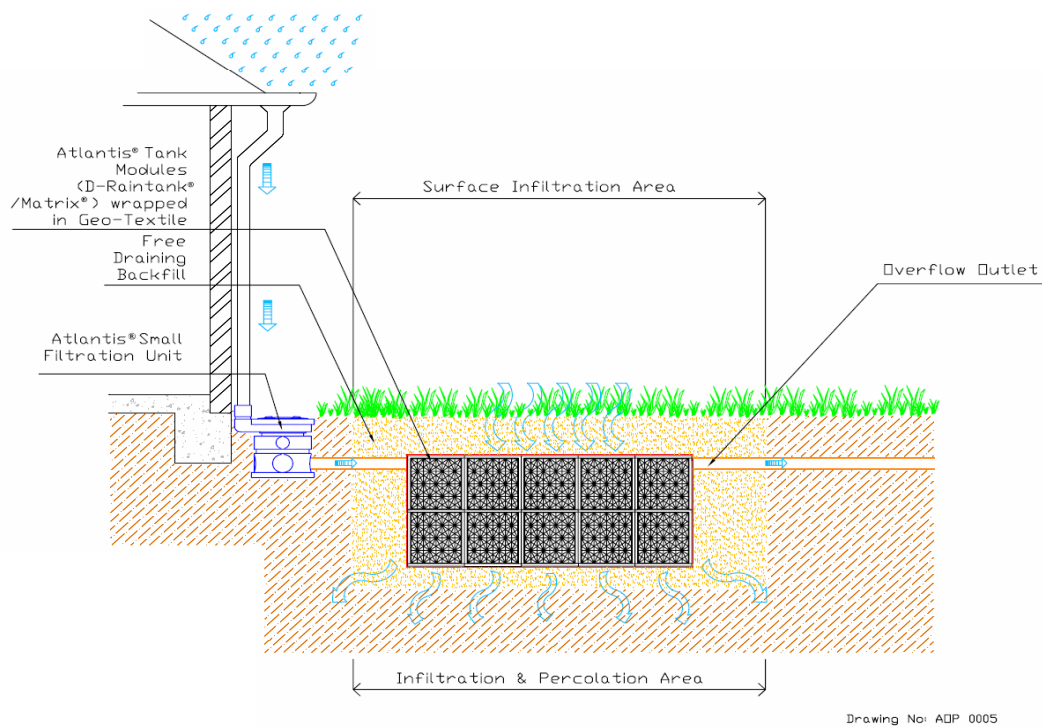 Atlantis® Tank
Modules
(D-Raintank®
/Matrix®) wrapped
in Geo-Textile
Free
Draining
Backfill
Atlantis® Small
Filtration Unit
Surface Infiltration Area
Overflow Outlet
Infiltration & Percolation Area
Drawing No: AOP 0005